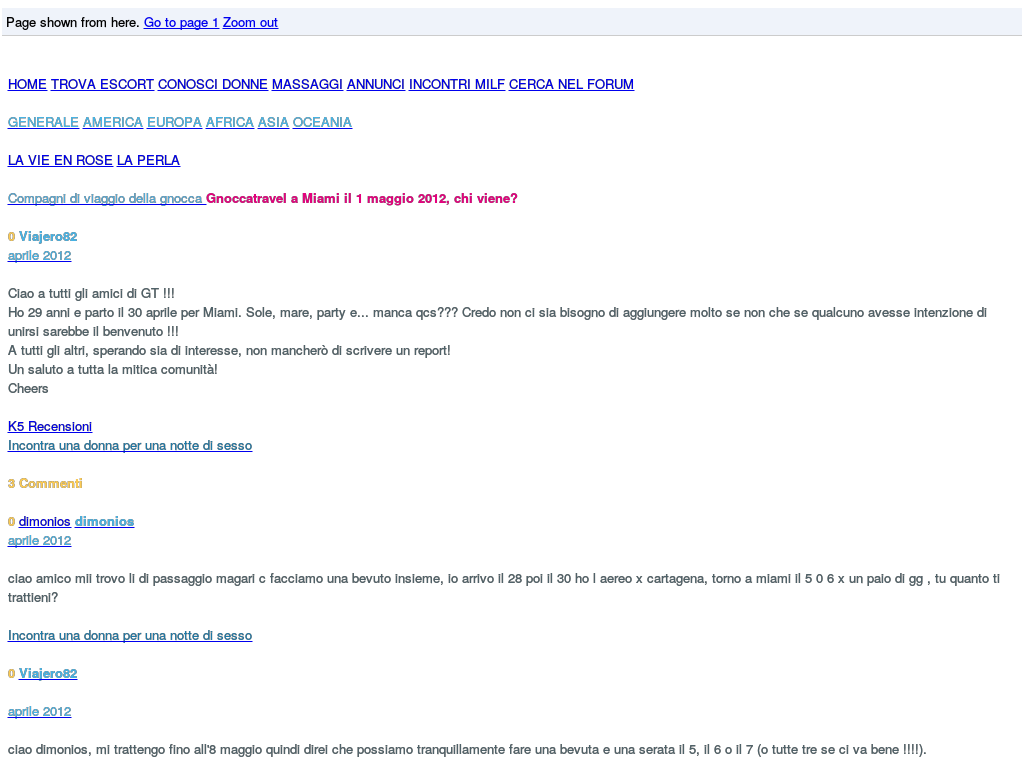 Page shown from here. Go to page 1 Zoom out
HOME TROVA ESCORT CONOSCI DONNE MASSAGGI ANNUNCI INCONTRI MILF CERCA NEL FORUM
GENERALE AMERICA EUROPA AFRICA ASIA OCEANIA
LA VIE EN ROSE LA PERLA
Compagni di viaggio della gnocca Gnoccatravel a Miami il 1 maggio 2012, chi viene?
0 Viajero82
aprile 2012
Ciao a tutti gli amici di GT !!!
Ho 29 anni e parto il 30 aprile per Miami. Sole, mare, party e... manca qcs??? Credo non ci sia bisogno di aggiungere molto se non che se qualcuno avesse intenzione di
unirsi sarebbe il benvenuto !!!
A tutti gli altri, sperando sia di interesse, non mancherò di scrivere un report!
Un saluto a tutta la mitica comunità!
Cheers
K5 Recensioni
Incontra una donna per una notte di sesso
3 Commenti
0 dimonios dimonios
aprile 2012
ciao amico mii trovo li di passaggio magari c facciamo una bevuto insieme, io arrivo il 28 poi il 30 ho l aereo x cartagena, torno a miami il 5 0 6 x un paio di gg , tu quanto ti
trattieni?
Incontra una donna per una notte di sesso
0 Viajero82
aprile 2012
ciao dimonios, mi trattengo fino all'8 maggio quindi direi che possiamo tranquillamente fare una bevuta e una serata il 5, il 6 o il 7 (o tutte tre se ci va bene !!!!).